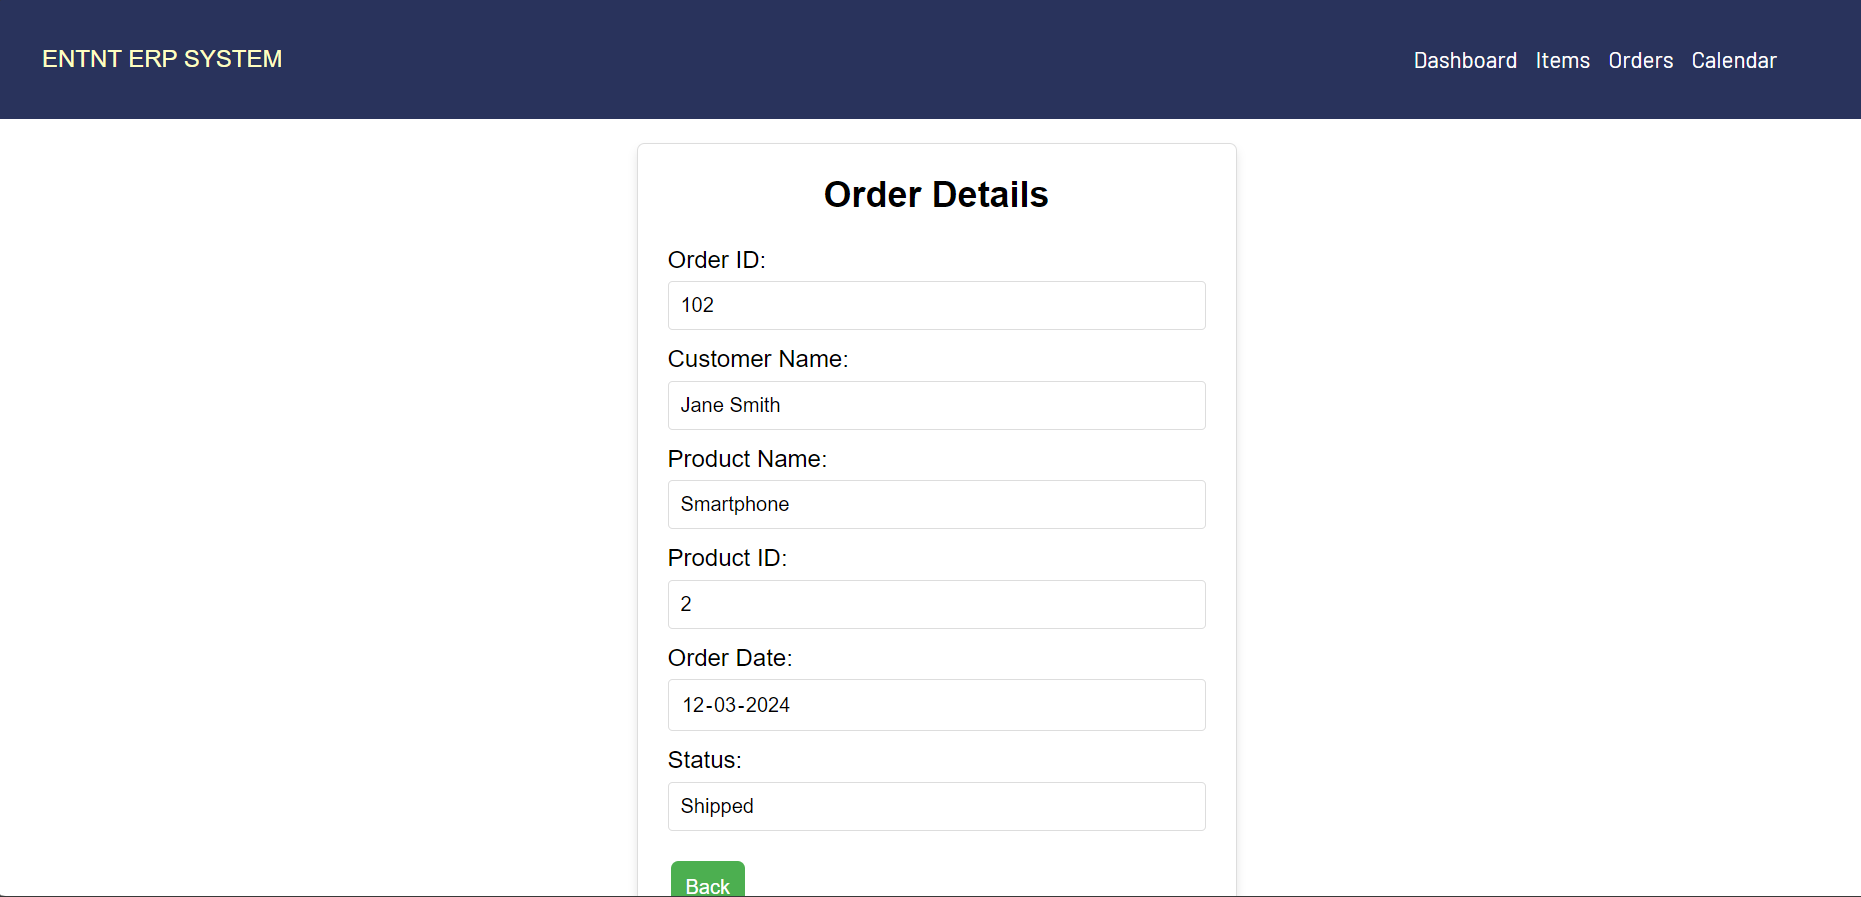 ENTNT ERP SYSTEM
Dashboard Items Orders Calendar
Order Details
Order ID:
102
Customer Name:
Jane Smith
Product Name:
Smartphone
Product ID:
2
Order Date:
12-03-2024
Status:
Shipped
Back